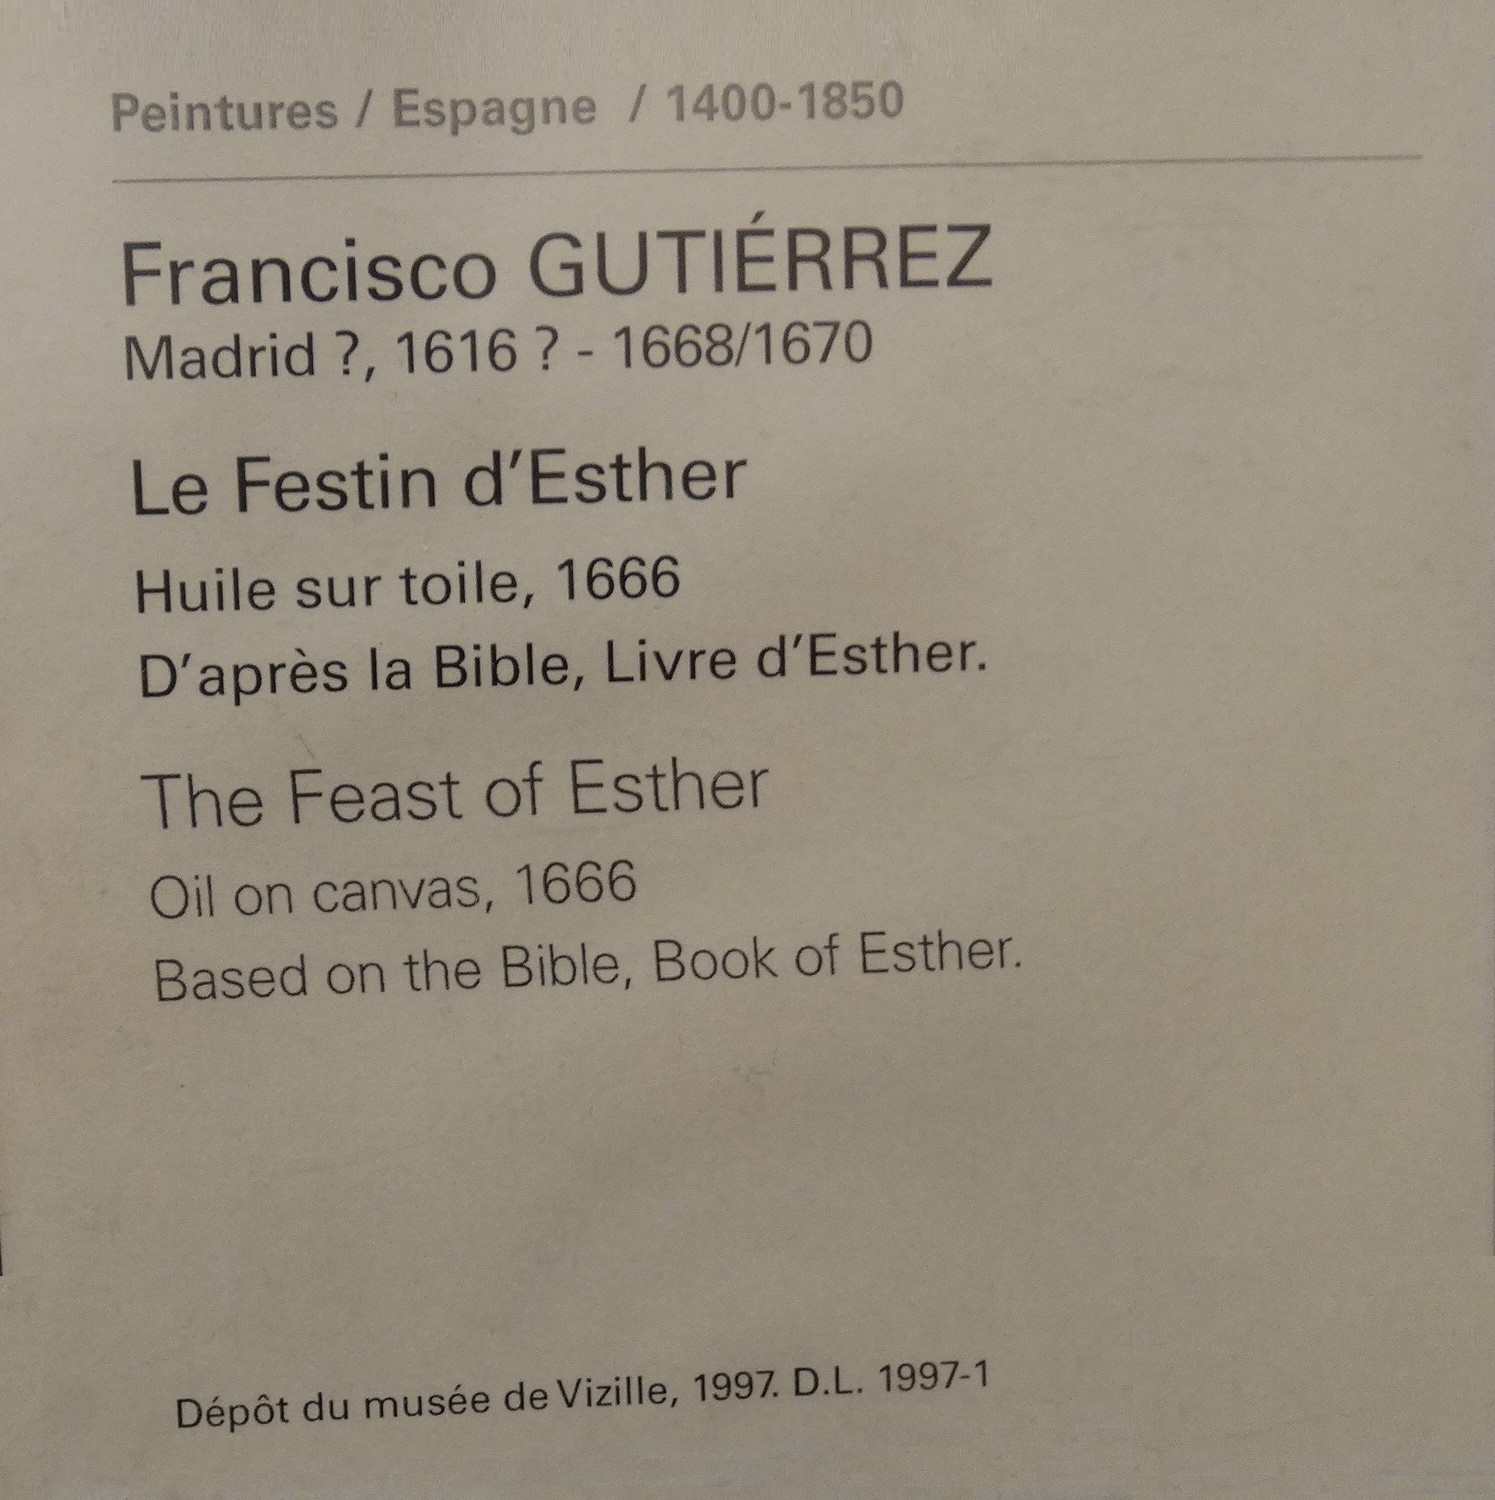 Peintures / Espagne / 1400-1850
Francisco GUTIÉRREZ
Madrid ?, 1616 ? - 1668/1670
Le Festin d’Esther
Huile sur toile, 1666
D’après la Bible, Livre d’Esther.
The Feast of Esther
Oil on canvas, 1666
Based on the Bible, Book of Esther.
Dépôt du musée de Vizille, 1997. D.L. 1997-1